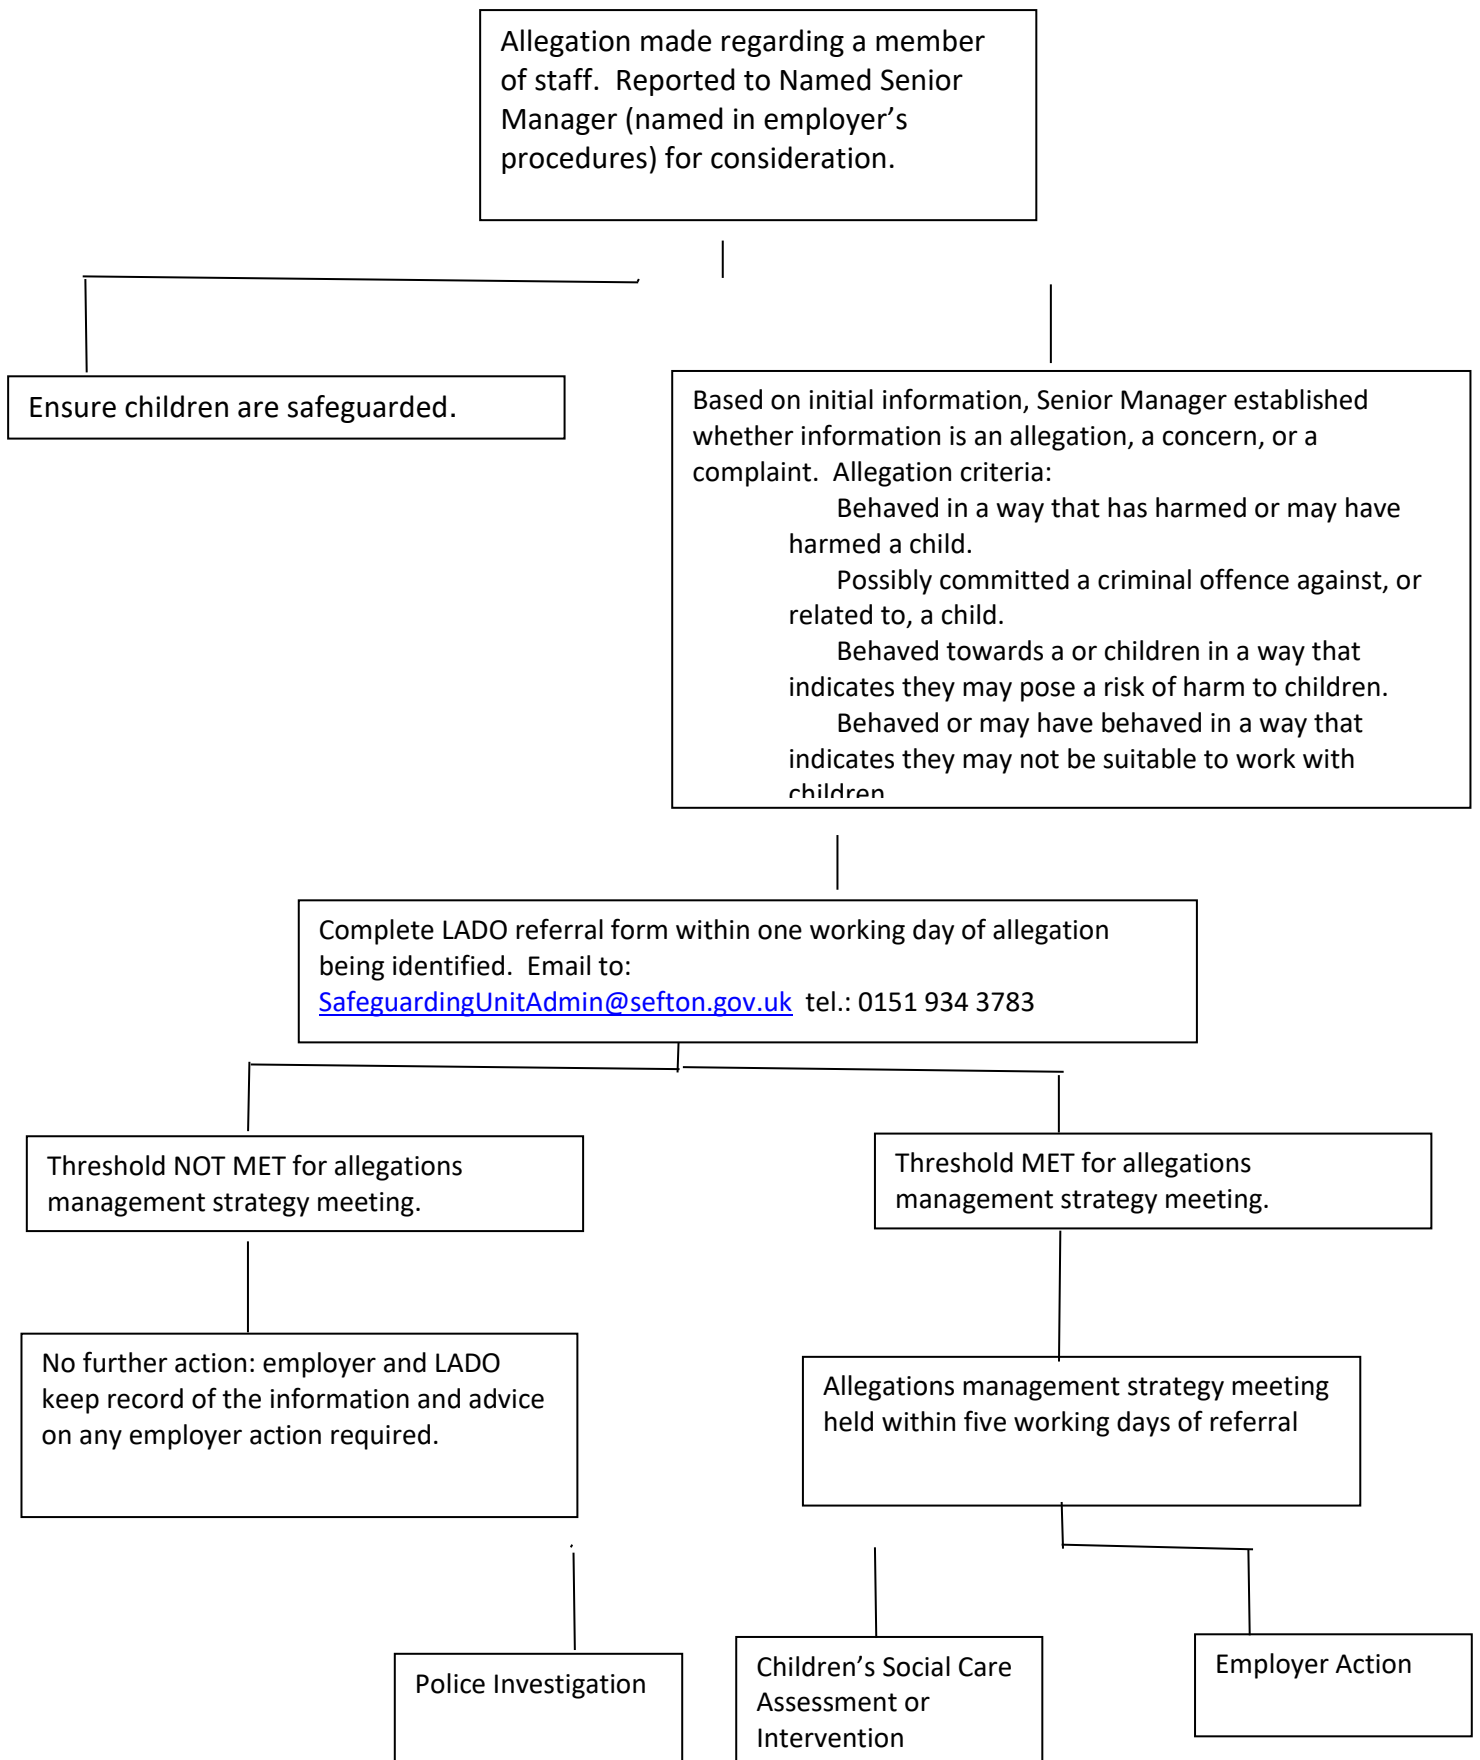 Allegation made regarding a member
of staff.  Reported to Named Senior
Manager (named in employer’s
procedures) for consideration.
Ensure children are safeguarded.
Based on initial information, Senior Manager established
whether information is an allegation, a concern, or a
complaint.  Allegation criteria:
Behaved in a way that has harmed or may have
harmed a child.
Possibly committed a criminal offence against, or
related to, a child.
Behaved towards a or children in a way that
indicates they may pose a risk of harm to children.
Behaved or may have behaved in a way that
indicates they may not be suitable to work with
children
Complete LADO referral form within one working day of allegation
being identified.  Email to:
SafeguardingUnitAdmin@sefton.gov.uk  tel.: 0151 934 3783
Threshold NOT MET for allegations
management strategy meeting.
Threshold MET for allegations
management strategy meeting.
No further action: employer and LADO
keep record of the information and advice
on any employer action required.
Allegations management strategy meeting
held within five working days of referral
Police Investigation
Children’s Social Care
Assessment or
Intervention
Employer Action